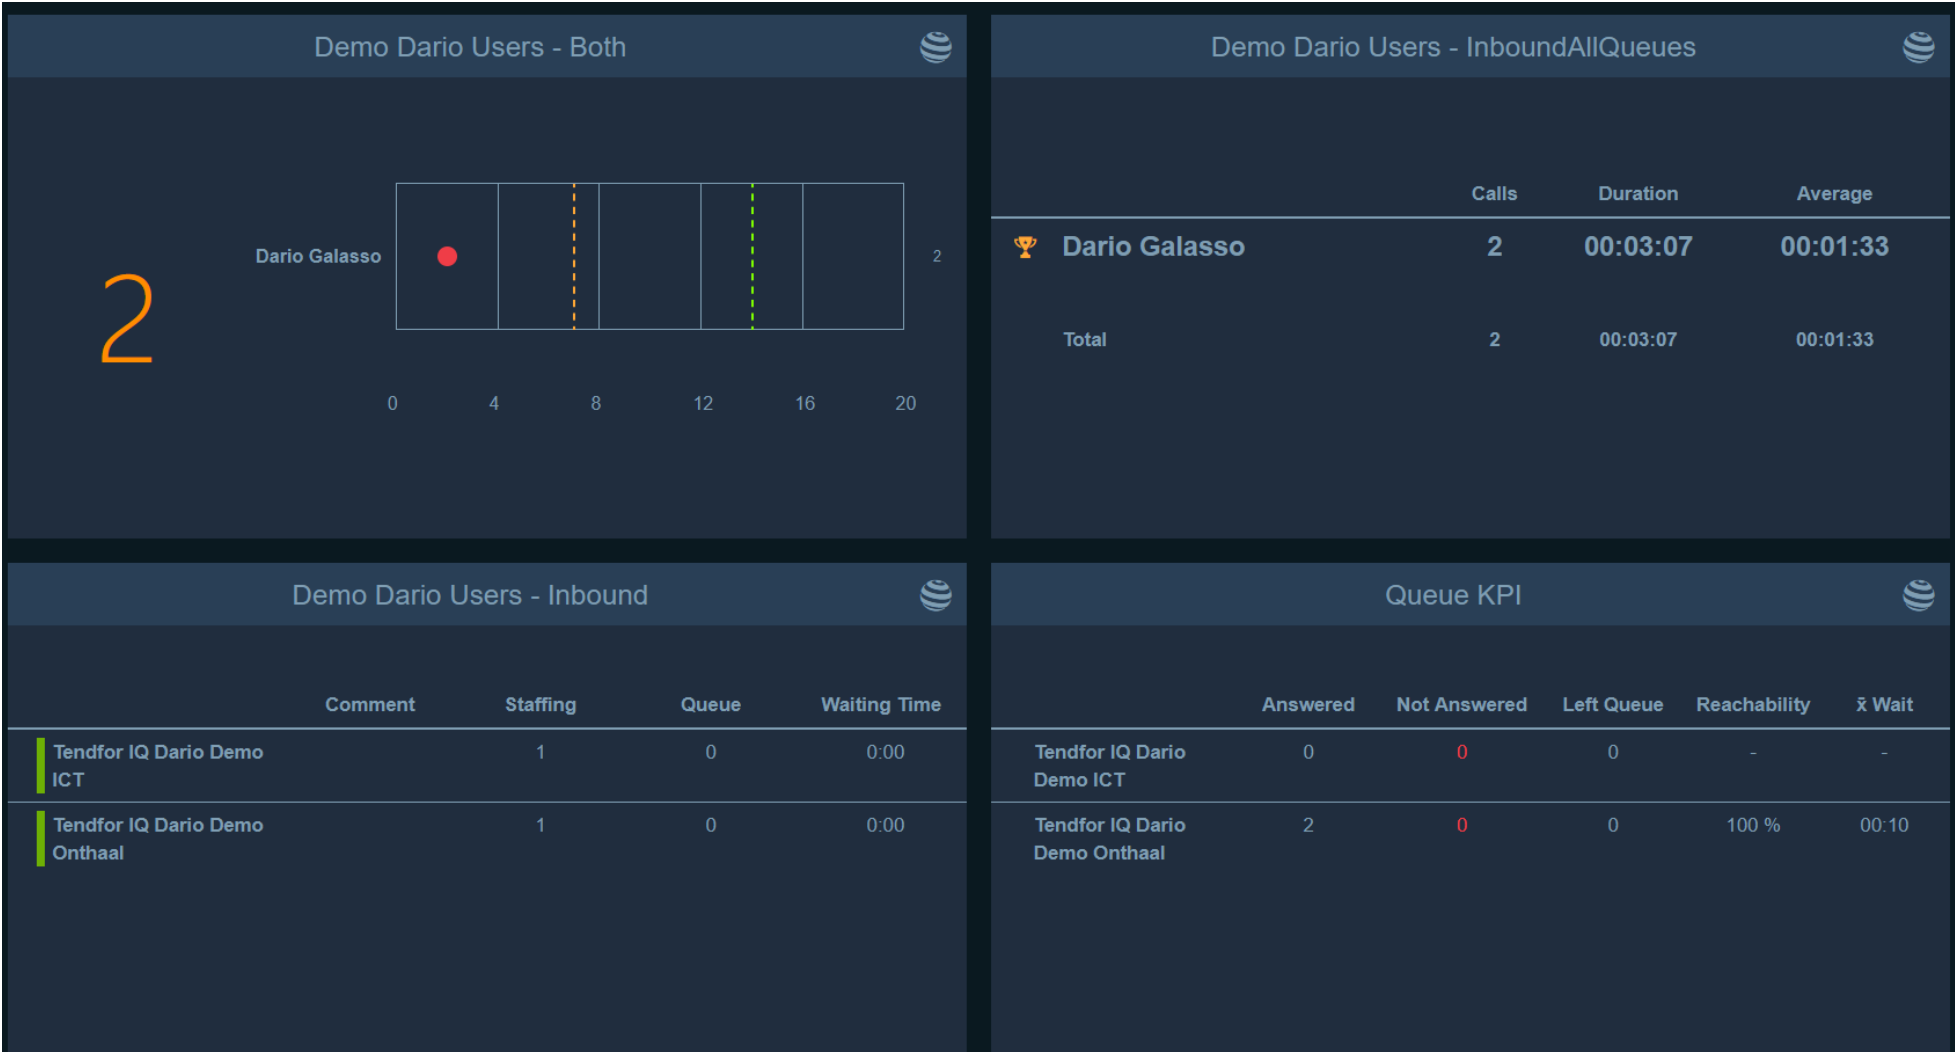 Demo Dario Users - Both
Dario Galasso
2
2
0 4 8 12 16 20
Demo Dario Users - InboundAllQueues
Calls Duration Average
Dario Galasso 2 00:03:07 00:01:33
Total 2 00:03:07 00:01:33
Demo Dario Users - Inbound
Comment Staffing Queue Waiting Time
Tendfor IQ Dario Demo 1 0 0:00
ICT
Tendfor IQ Dario Demo 1 0 0:00
Onthaal
Queue KPI
Answered Not Answered Left Queue Reachability x̄ Wait
Tendfor IQ Dario 0 0 0 - -
Demo ICT
Tendfor IQ Dario 2 0 0 100 % 00:10
Demo Onthaal